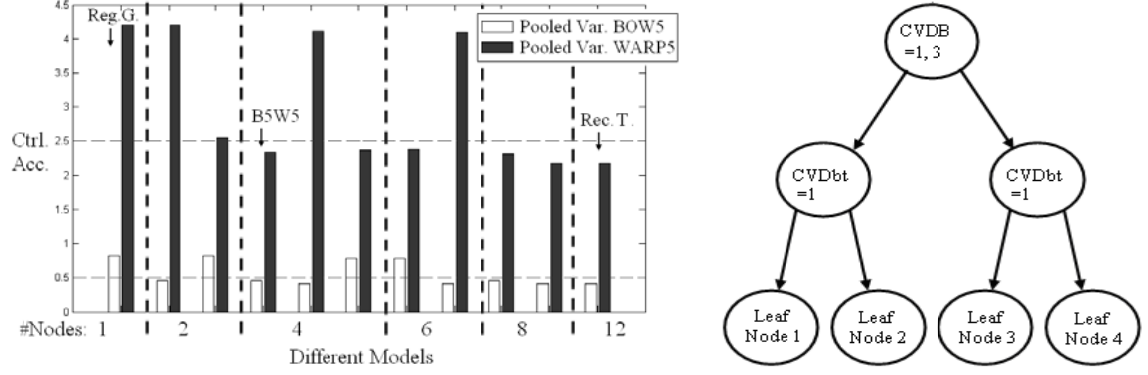 4.5
4
3.5
3
2.5
2
1.5
1
0.5
0
Ctrl.
Acc.
Reg.G.
B5W5
Rec.T.
Pooled Var. BOW5
Pooled Var. WARP5
#Nodes: 1 2 4 6 8 12
Different Models
CVDB
=1, 3
CVDbt
=1
CVDbt
=1
Leaf
Node 1
Leaf
Node 2
Leaf
Node 3
Leaf
Node 4